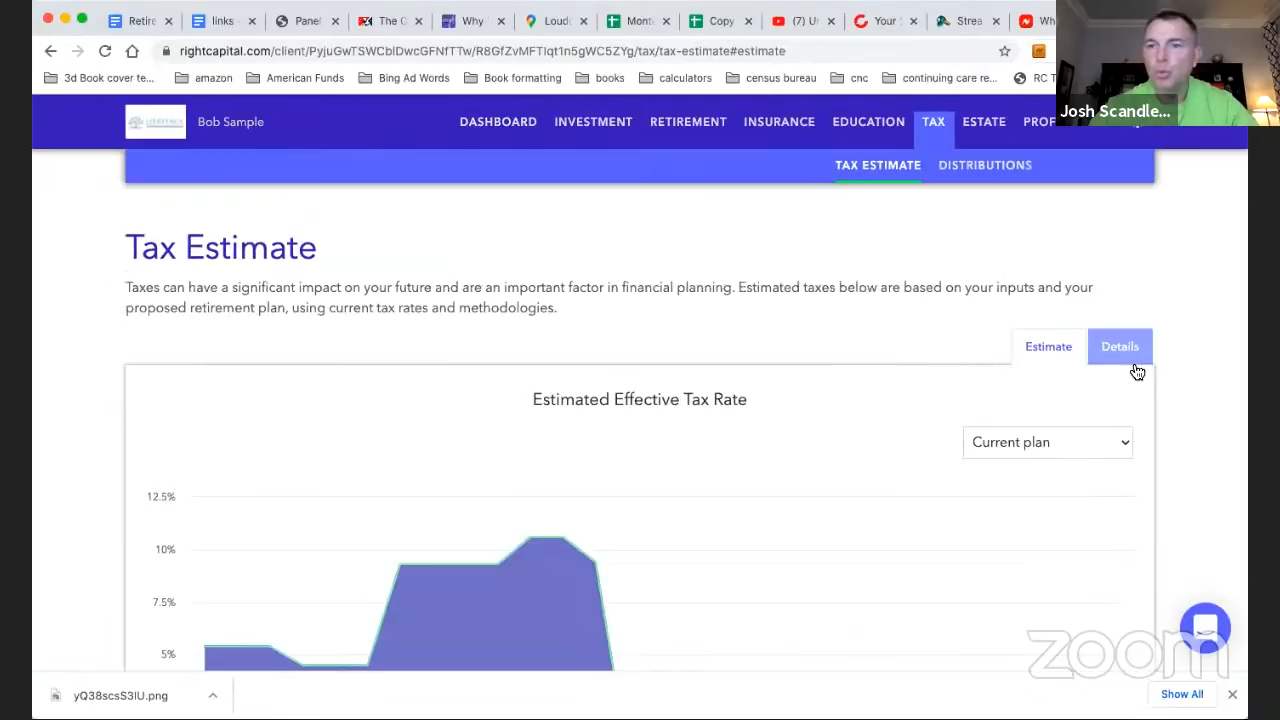 Retire
links -
Panel
The C
Why
Loud
Mont
Copy
(7) U
Your
Strea
Wh
rightcapital.com/client/PyjuGwTSWCbIDwcGFNfTTw/R8GfZvMFTIqt1n5gWC5ZYg/tax/tax-estimate#estimate
3d Book cover te...
amazon
American Funds
Bing Ad Words
Book formatting
books
calculators
census bureau
cnc
continuing care re...
RC T
Josh Scandle...
Bob Sample
DASHBOARD
INVESTMENT
RETIREMENT
INSURANCE
EDUCATION
TAX
ESTATE
PROF
TAX ESTIMATE
DISTRIBUTIONS
Tax Estimate
Taxes can have a significant impact on your future and are an important factor in financial planning. Estimated taxes below are based on your inputs and your
proposed retirement plan, using current tax rates and methodologies.
Estimate
Details
Estimated Effective Tax Rate
Current plan
12.5%
10%
7.5%
5%
zoom
yQ38scsS3IU.png
Show All